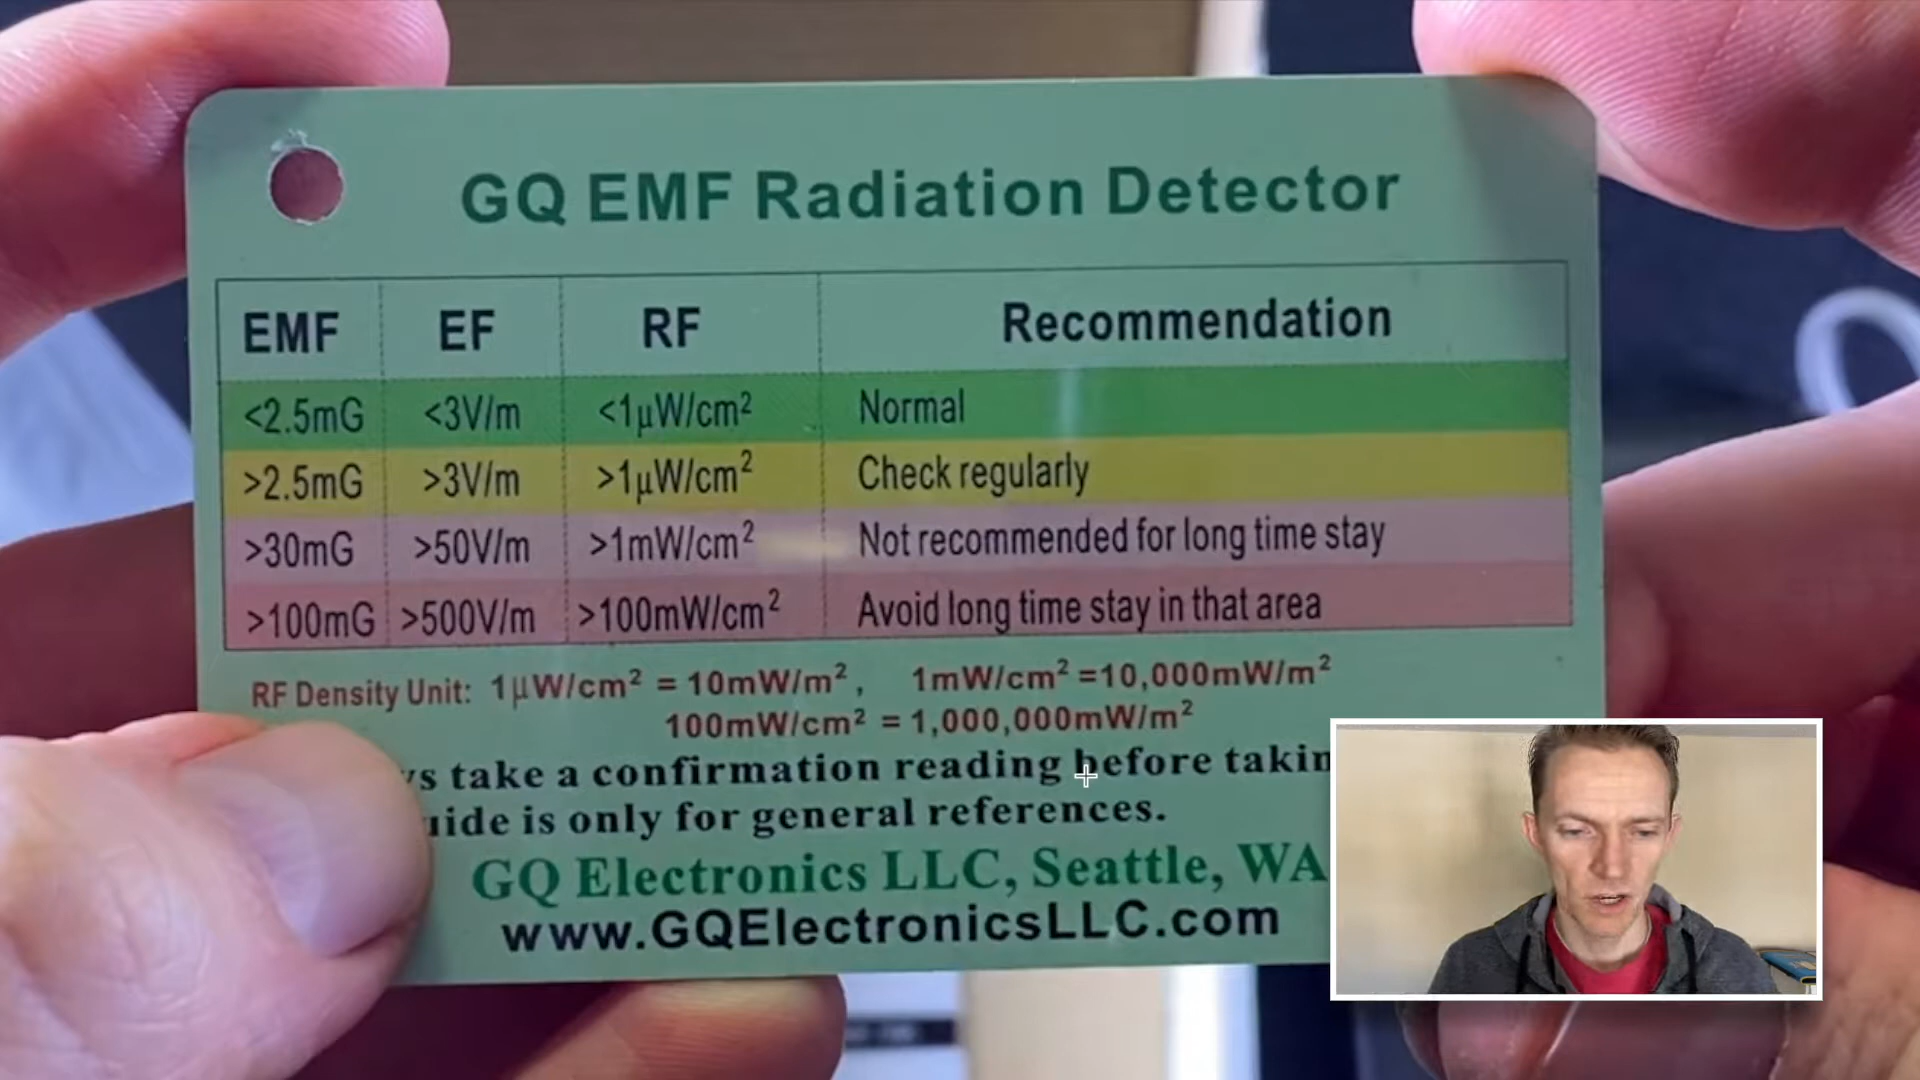 GQ EMF Radiation Detector
EMF EF RF Recommendation
<2.5mG <3V/m <1μW/cm² Normal
>2.5mG >3V/m >1μW/cm² Check regularly
>30mG >50V/m >1mW/cm² Not recommended for long time stay
>100mG >500V/m >100mW/cm² Avoid long time stay in that area
RF Density Unit: 1μW/cm² = 10mW/m², 1mW/cm² =10,000mW/m²
100mW/cm² = 1,000,000mW/m²
take a confirmation reading before
is only for general references.
GQ Electronics LLC, Seattle, WA
www.GQElectronicsLLC.com